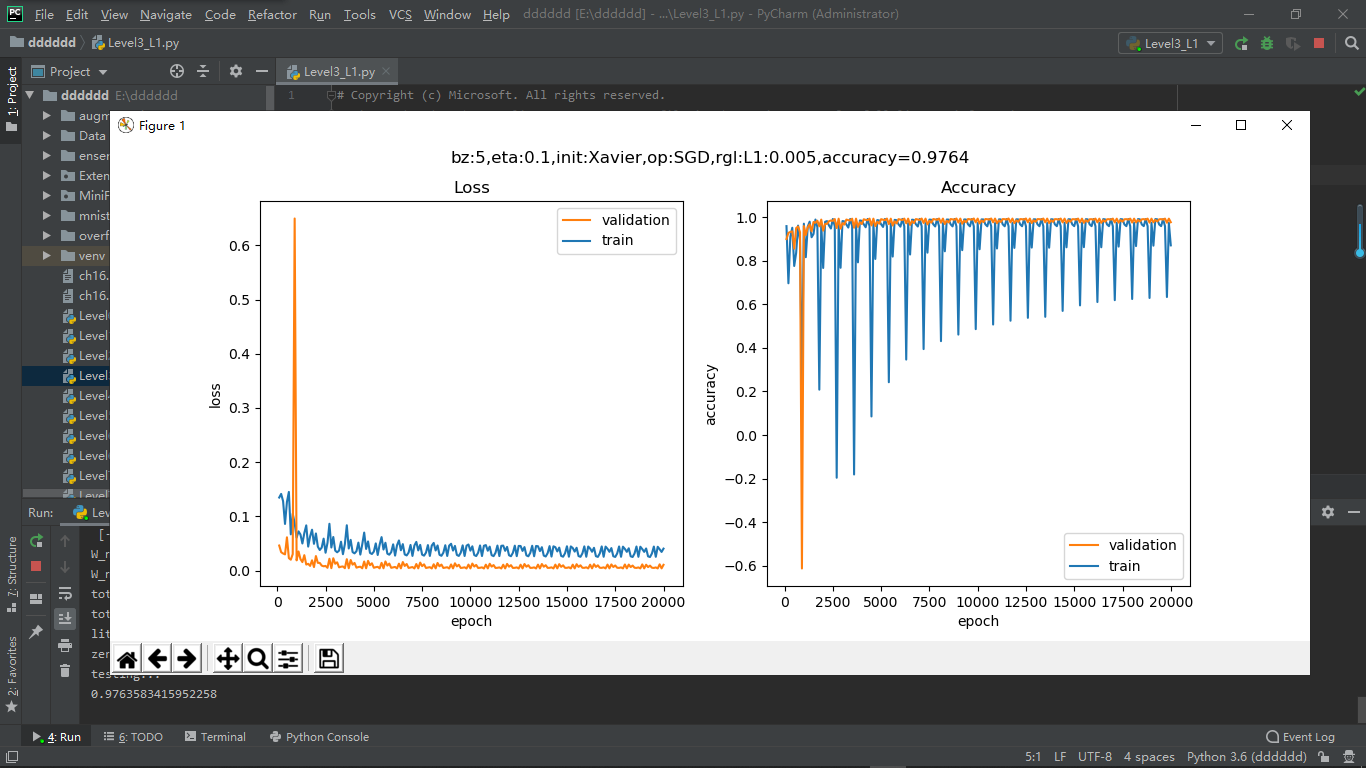 File Edit View Navigate Code Refactor Run Tools VCS Window Help dddddd [E:\dddddd] - ...\Level3_L1.py - PyCharm (Administrator)
dddddd Level3_L1.py Level3_L1
Project Level3_L1.py
1: Project
dddddd E:\dddddd
1 # Copyright (c) Microsoft. All rights reserved.
augm
Data
enser
Exten
MiniF
mnist
overf
venv
ch16.
ch16.
Level
Level
Level
Level
Level
Level
Level
Level
Figure 1
bz:5,eta:0.1,init:Xavier,op:SGD,rgl:L1:0.005,accuracy=0.9764
Loss
validation
train
0.6
0.5
0.4
0.3
0.2
0.1
0.0
loss
0 2500 5000 7500 10000 12500 15000 17500 20000
epoch
Accuracy
1.0
0.8
0.6
0.4
0.2
0.0
−0.2
−0.4
−0.6
accuracy
validation
train
0 2500 5000 7500 10000 12500 15000 17500 20000
epoch
Run: Lev
W_r
W_r
tot
tot
lit
zer
testing...
0.9763583415952258
7: Structure
2: Favorites
4: Run 6: TODO Terminal Python Console Event Log
5:1 LF UTF-8 4 spaces Python 3.6 (dddddd)